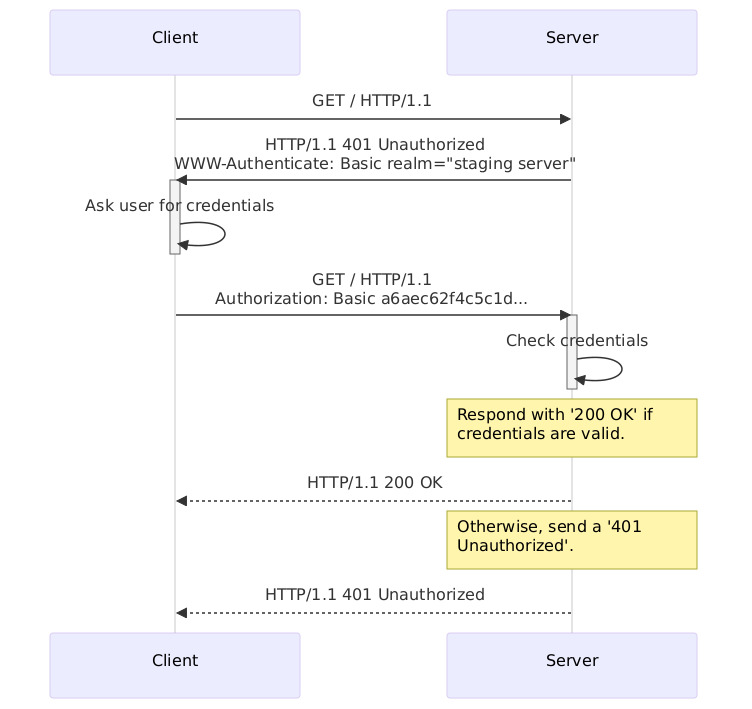 Client
Server
GET / HTTP/1.1
HTTP/1.1 401 Unauthorized
WWW-Authenticate: Basic realm="staging server"
Ask user for credentials
GET / HTTP/1.1
Authorization: Basic a6aec62f4c5c1d...
Check credentials
Respond with '200 OK' if
credentials are valid.
HTTP/1.1 200 OK
Otherwise, send a '401
Unauthorized'.
HTTP/1.1 401 Unauthorized
Client
Server